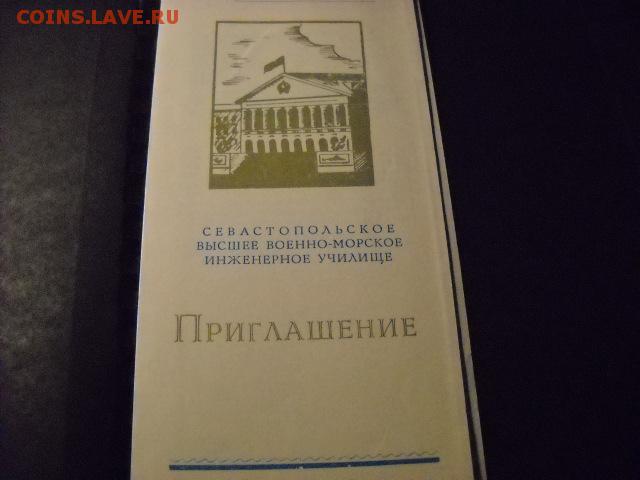 COINS.LAVE.RU
СЕВАСТОПОЛЬСКОЕ
ВЫСШЕЕ ВОЕННО-МОРСКОЕ
ИНЖЕНЕРНОЕ УЧИЛИЩЕ
ПРИГЛАШЕНИЕ